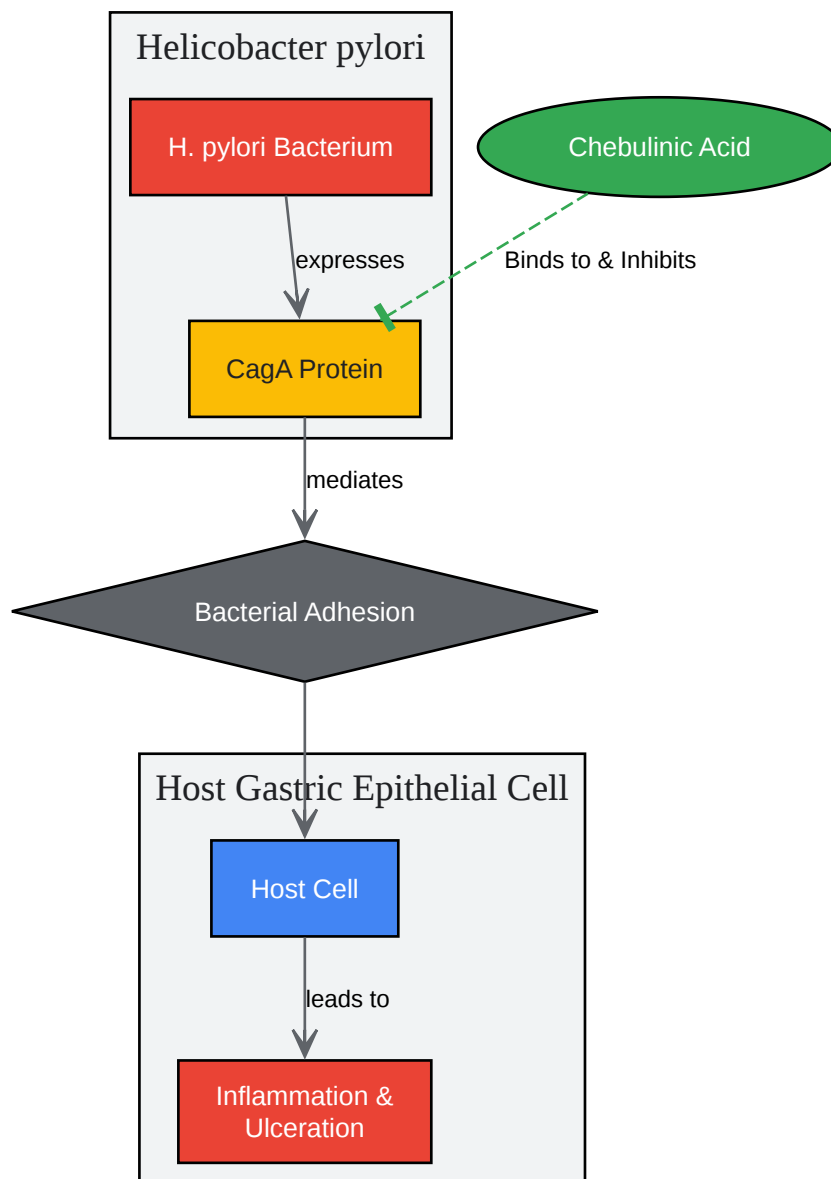 Helicobacter pylori
H. pylori Bacterium
Chebulinic Acid
expresses
Binds to & Inhibits
CagA Protein
mediates
Bacterial Adhesion
Host Gastric Epithelial Cell
Host Cell
leads to
Inflammation &
Ulceration